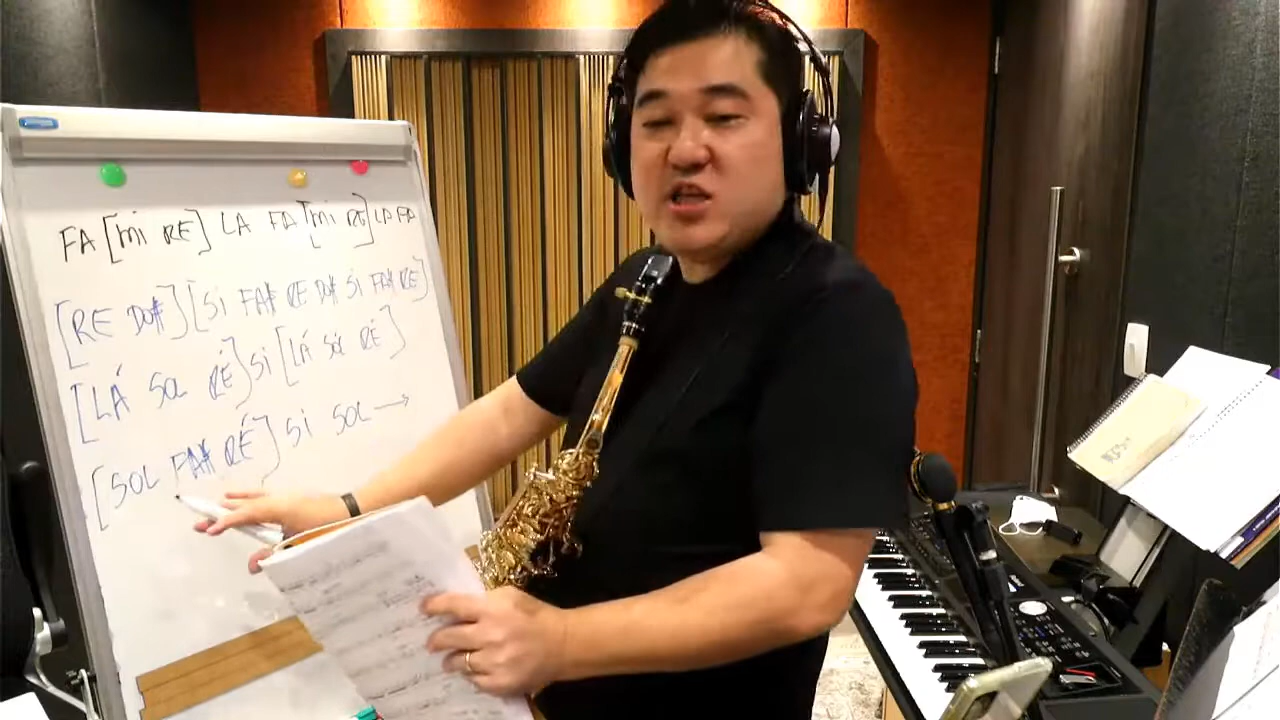 FA [mi RE] LA FA [mi RE] LA FA
[RE DO#] [Si FA# RE DO# Si FA# RE]
[LÁ SOL RÉ] Si [LÁ SOL RÉ]
[SOL FA# RÉ] Si SOL →